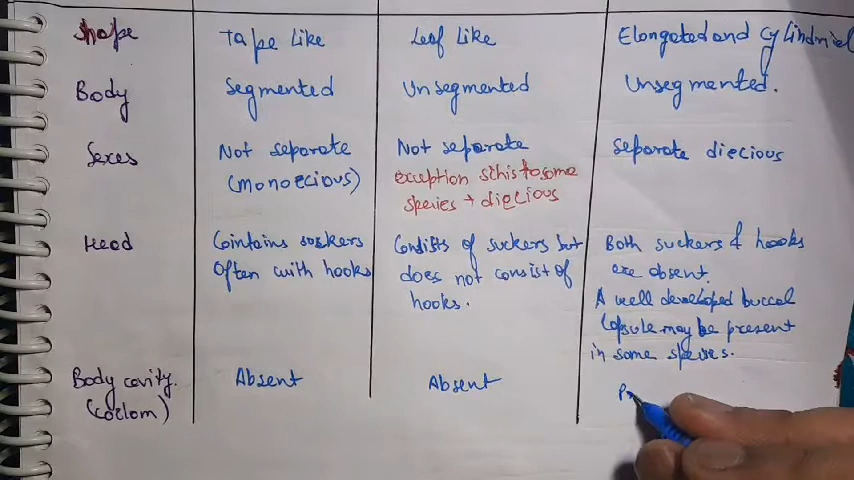 Shape
Tape Like
Leaf Like
Elongated and cylindrical
Body
Segmented
Unsegmented
Unsegmented.
Sexes
Not separate
(monoecious)
Not separate
exception schistosome
species → diecious
Separate diecious
Head
Contains suckers
Often with hooks
Consists of suckers but
does not consist of
hooks.
Both suckers & hooks
are absent.
A well developed buccal
Capsule may be present
in some species.
Body cavity.
(coelom)
Absent
Absent